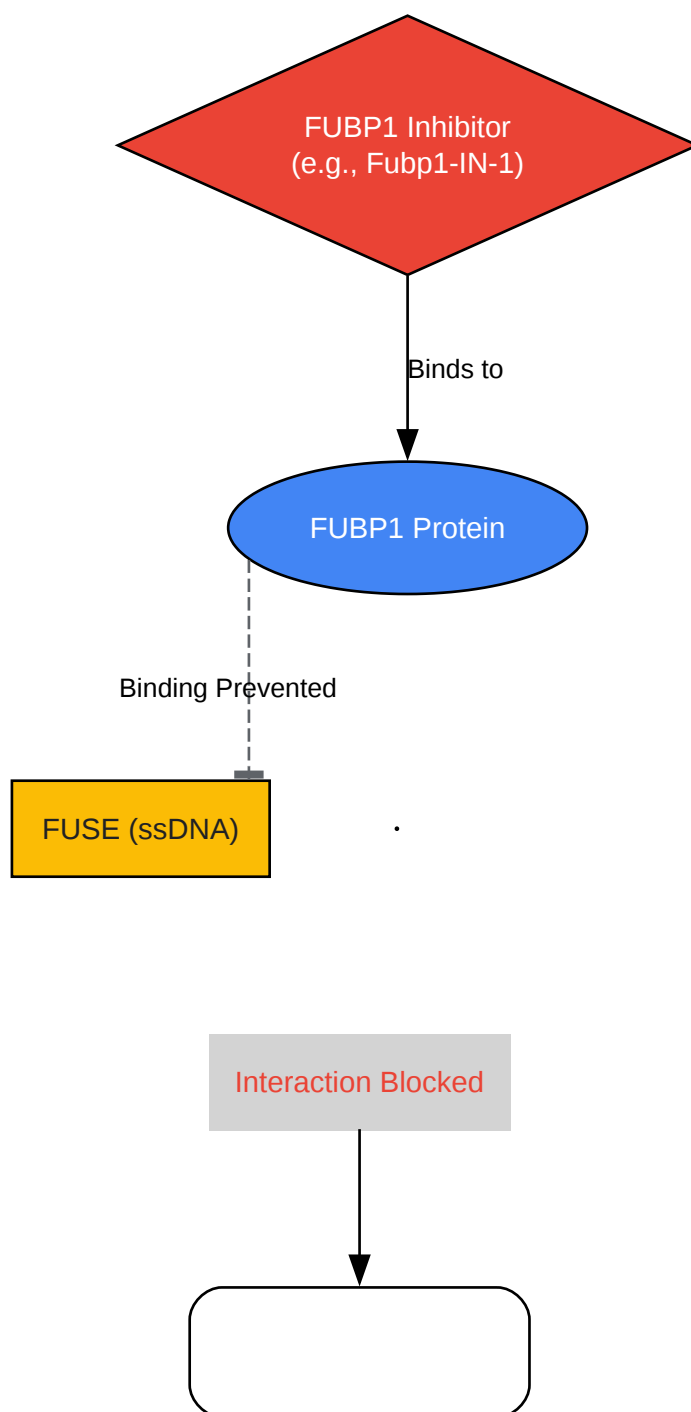 FUBP1 Inhibitor
(e.g., Fubp1-IN-1)
Binds to
FUBP1 Protein
Binding Prevented
FUSE (ssDNA)
.
Interaction Blocked